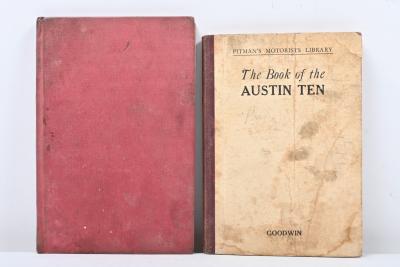 PITMAN'S MOTORISTS LIBRARY
The Book of the
AUSTIN TEN
GOODWIN